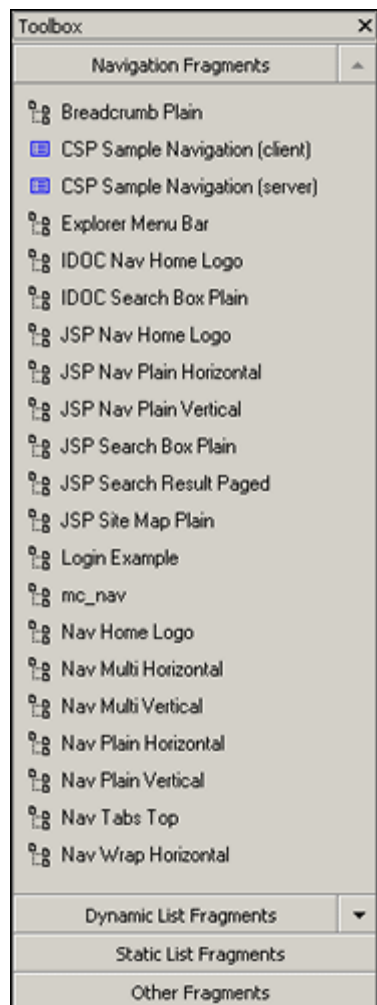 Toolbox
Navigation Fragments
Breadcrumb Plain
CSP Sample Navigation (client)
CSP Sample Navigation (server)
Explorer Menu Bar
IDOC Nav Home Logo
IDOC Search Box Plain
JSP Nav Home Logo
JSP Nav Plain Horizontal
JSP Nav Plain Vertical
JSP Search Box Plain
JSP Search Result Paged
JSP Site Map Plain
Login Example
mc_nav
Nav Home Logo
Nav Multi Horizontal
Nav Multi Vertical
Nav Plain Horizontal
Nav Plain Vertical
Nav Tabs Top
Nav Wrap Horizontal
Dynamic List Fragments
Static List Fragments
Other Fragments